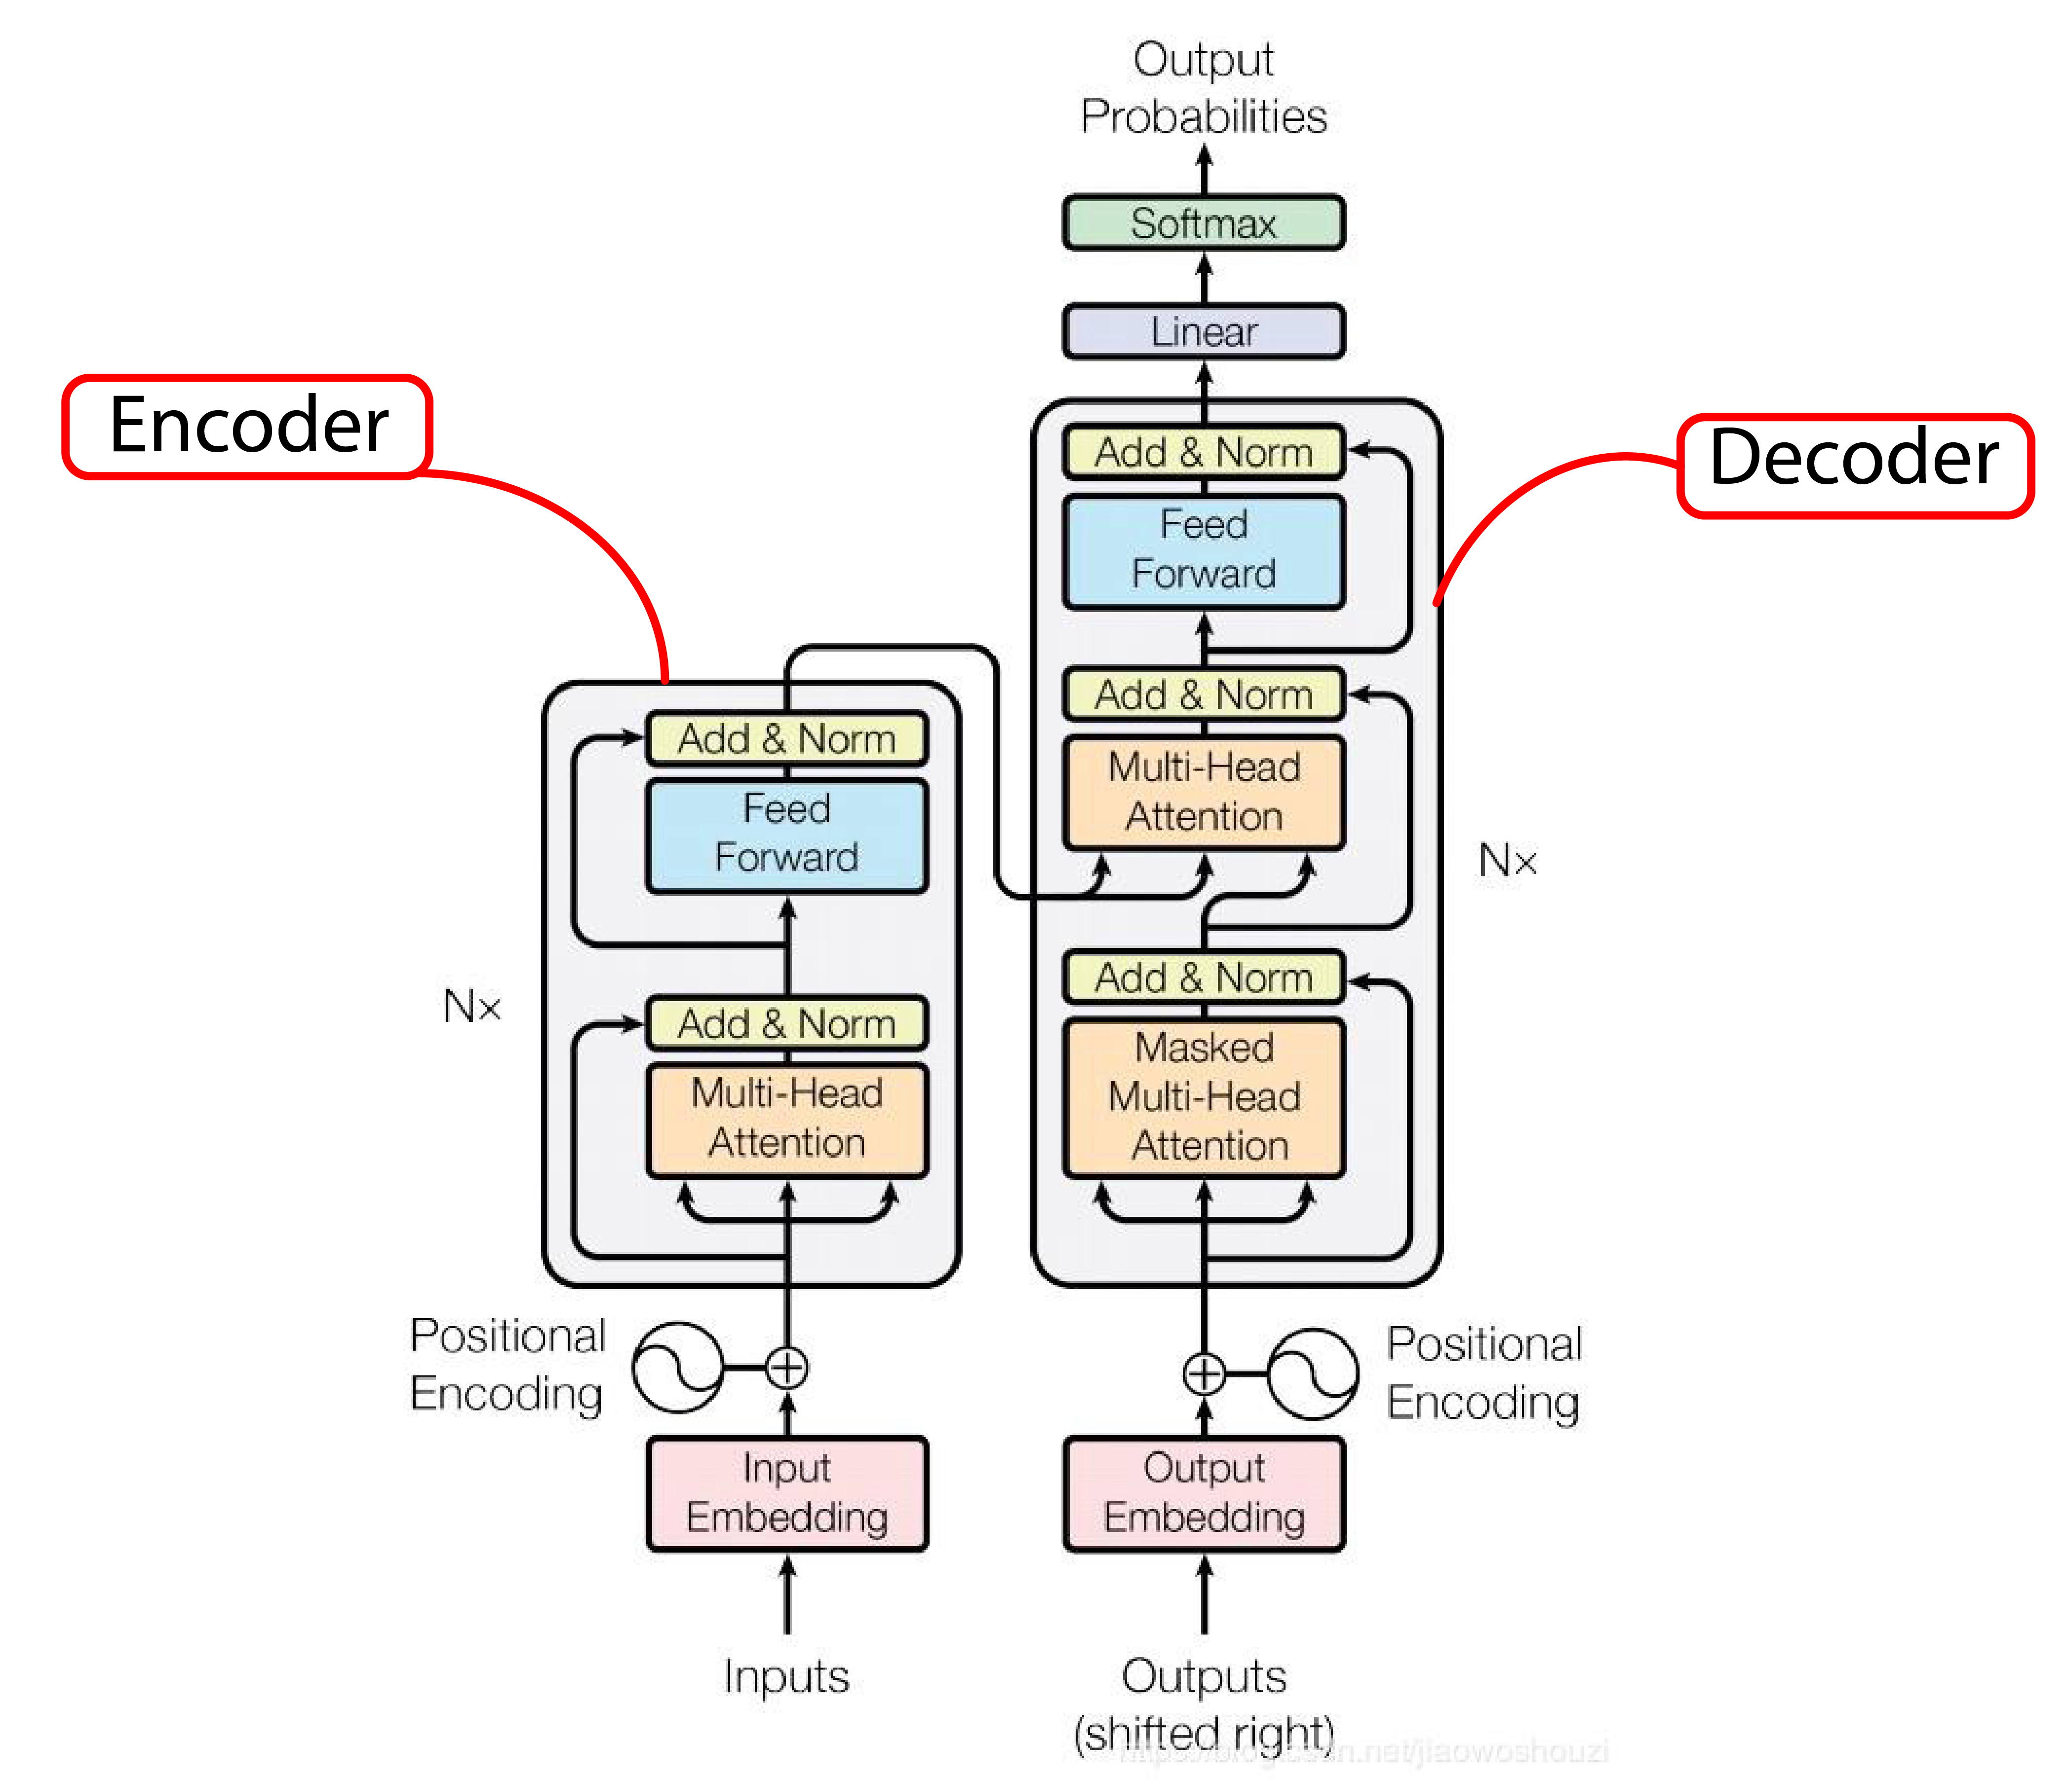 Output
Probabilities
Softmax
Linear
Encoder
Decoder
Add & Norm
Feed
Forward
Add & Norm
Multi-Head
Attention
Nx
Add & Norm
Masked
Multi-Head
Attention
Add & Norm
Feed
Forward
Nx
Add & Norm
Multi-Head
Attention
Positional
Encoding
Positional
Encoding
Input
Embedding
Output
Embedding
Inputs
Outputs
(shifted right)
https://blog.csdn.net/jiaowoshouzi